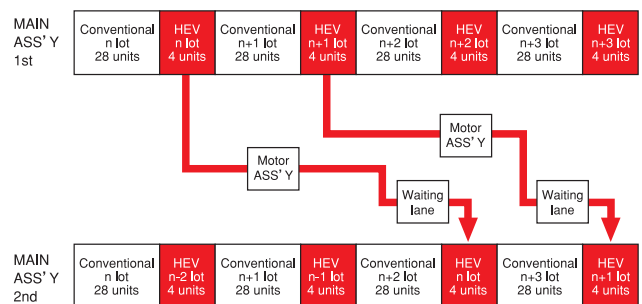 MAIN
ASS' Y
1st
Conventional
n lot
28 units
HEV
n lot
4 units
Conventional
n+1 lot
28 units
HEV
n+1 lot
4 units
Conventional
n+2 lot
28 units
HEV
n+2 lot
4 units
Conventional
n+3 lot
28 units
HEV
n+3 lot
4 units
Motor
ASS' Y
Motor
ASS' Y
Waiting
lane
Waiting
lane
MAIN
ASS' Y
2nd
Conventional
n lot
28 units
HEV
n-2 lot
4 units
Conventional
n+1 lot
28 units
HEV
n-1 lot
4 units
Conventional
n+2 lot
28 units
HEV
n lot
4 units
Conventional
n+3 lot
28 units
HEV
n+1 lot
4 units